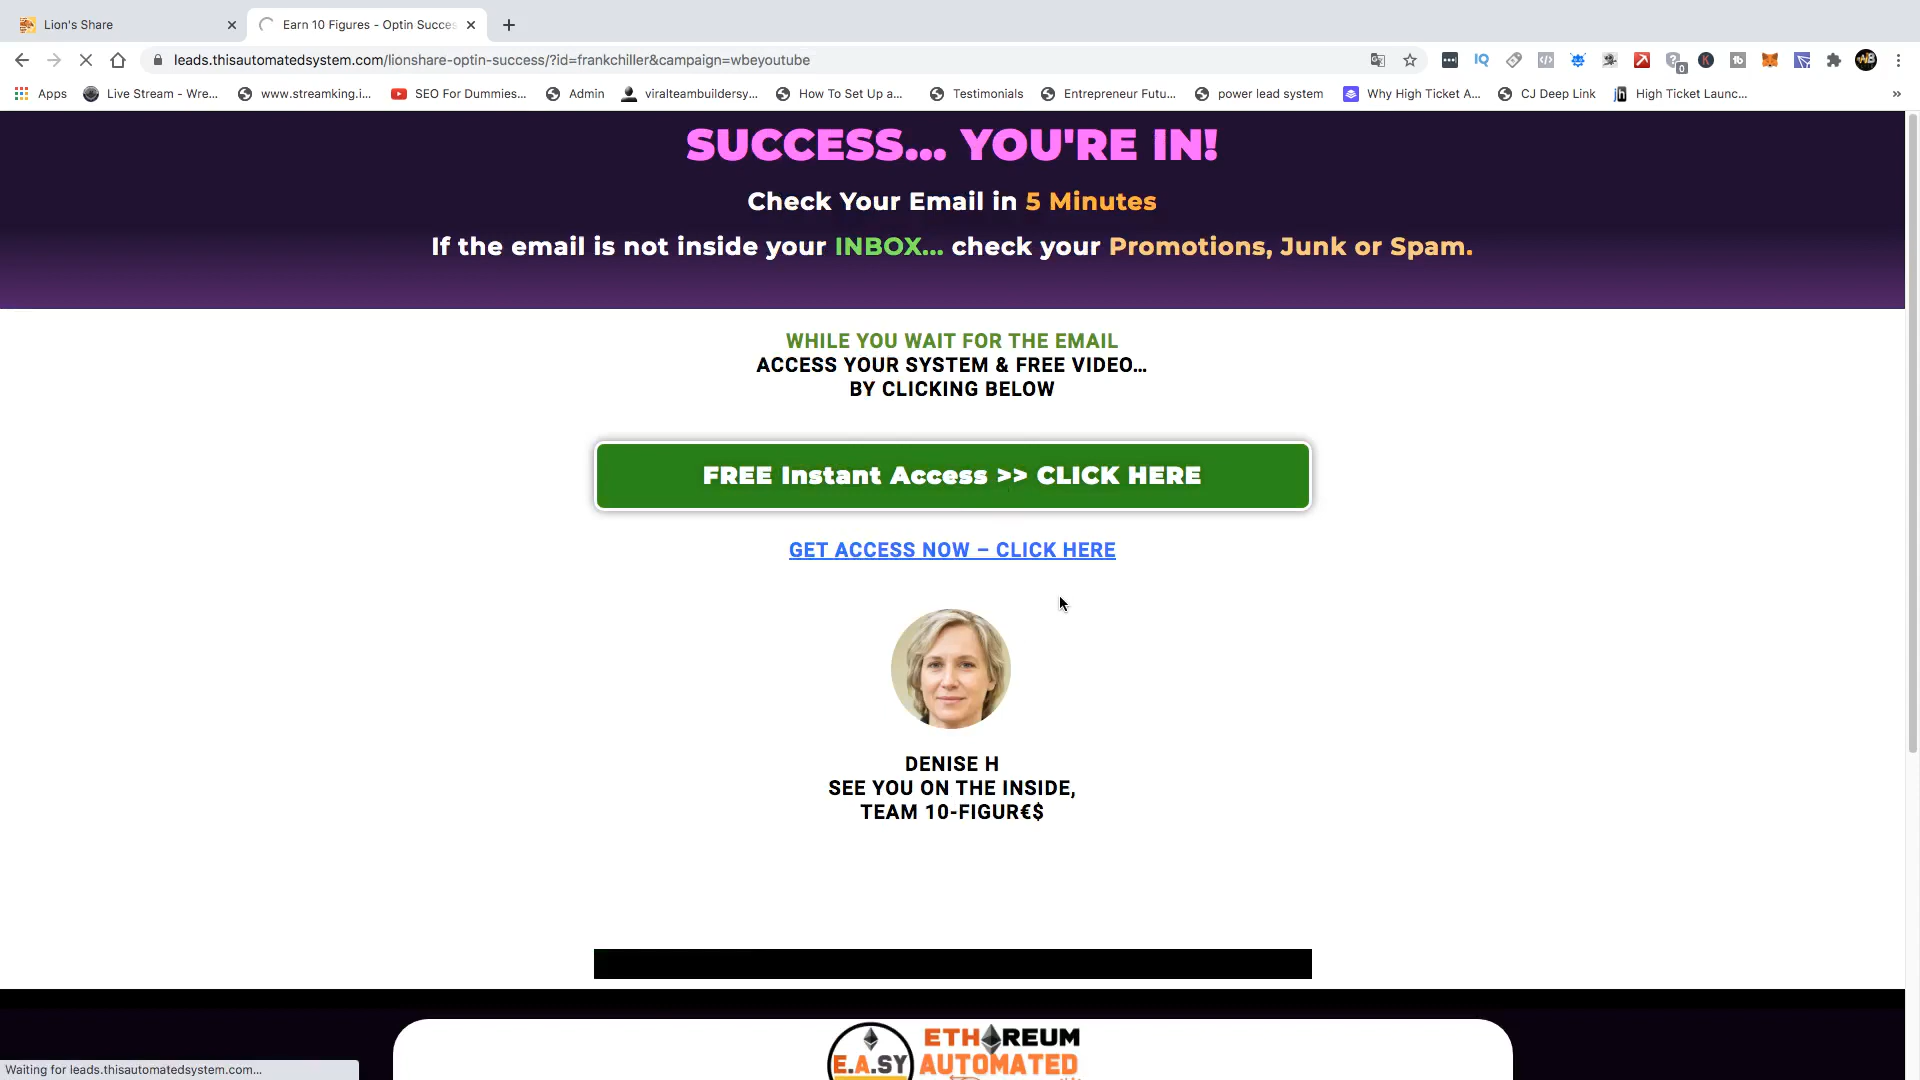 Lion's Share
Earn 10 Figures - Optin Succes
leads.thisautomatedsystem.com/lionshare-optin-success/?id=frankchiller&campaign=wbeyoutube
Apps
Live Stream - Wre...
www.streamking.i...
SEO For Dummies...
Admin
viralteambuildersy...
How To Set Up a...
Testimonials
Entrepreneur Futu...
power lead system
Why High Ticket A...
CJ Deep Link
High Ticket Launc...
SUCCESS... YOU'RE IN!
Check Your Email in 5 Minutes
If the email is not inside your INBOX... check your Promotions, Junk or Spam.
WHILE YOU WAIT FOR THE EMAIL
ACCESS YOUR SYSTEM & FREE VIDEO...
BY CLICKING BELOW
FREE Instant Access >> CLICK HERE
GET ACCESS NOW – CLICK HERE
DENISE H
SEE YOU ON THE INSIDE,
TEAM 10-FIGUR€$
E.A.SY
ETH REUM
AUTOMATED
Waiting for leads.thisautomatedsystem.com...